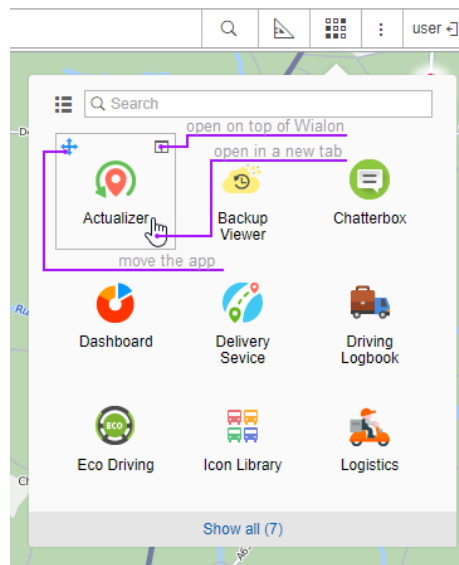 user
Search
open on top of Wialon
open in a new tab
Actualizer
Backup
Viewer
Chatterbox
move the app
Dashboard
Delivery
Sevice
Driving
Logbook
ECO
Eco Driving
Icon Library
Logistics
Show all (7)